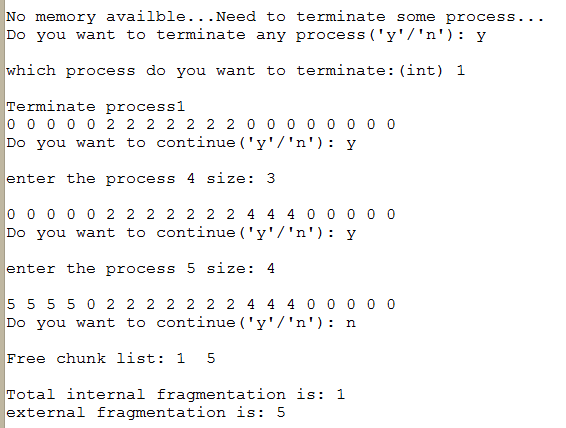 No memory availble...Need to terminate some process...
Do you want to terminate any process('y'/'n'): y
which process do you want to terminate:(int) 1
Terminate process1
0 0 0 0 0 2 2 2 2 2 2 2 0 0 0 0 0 0 0 0
Do you want to continue('y'/'n'): y
enter the process 4 size: 3
0 0 0 0 0 2 2 2 2 2 2 2 4 4 4 0 0 0 0 0
Do you want to continue('y'/'n'): y
enter the process 5 size: 4
5 5 5 5 0 2 2 2 2 2 2 2 4 4 4 0 0 0 0 0
Do you want to continue('y'/'n'): n
Free chunk list: 1  5
Total internal fragmentation is: 1
external fragmentation is: 5